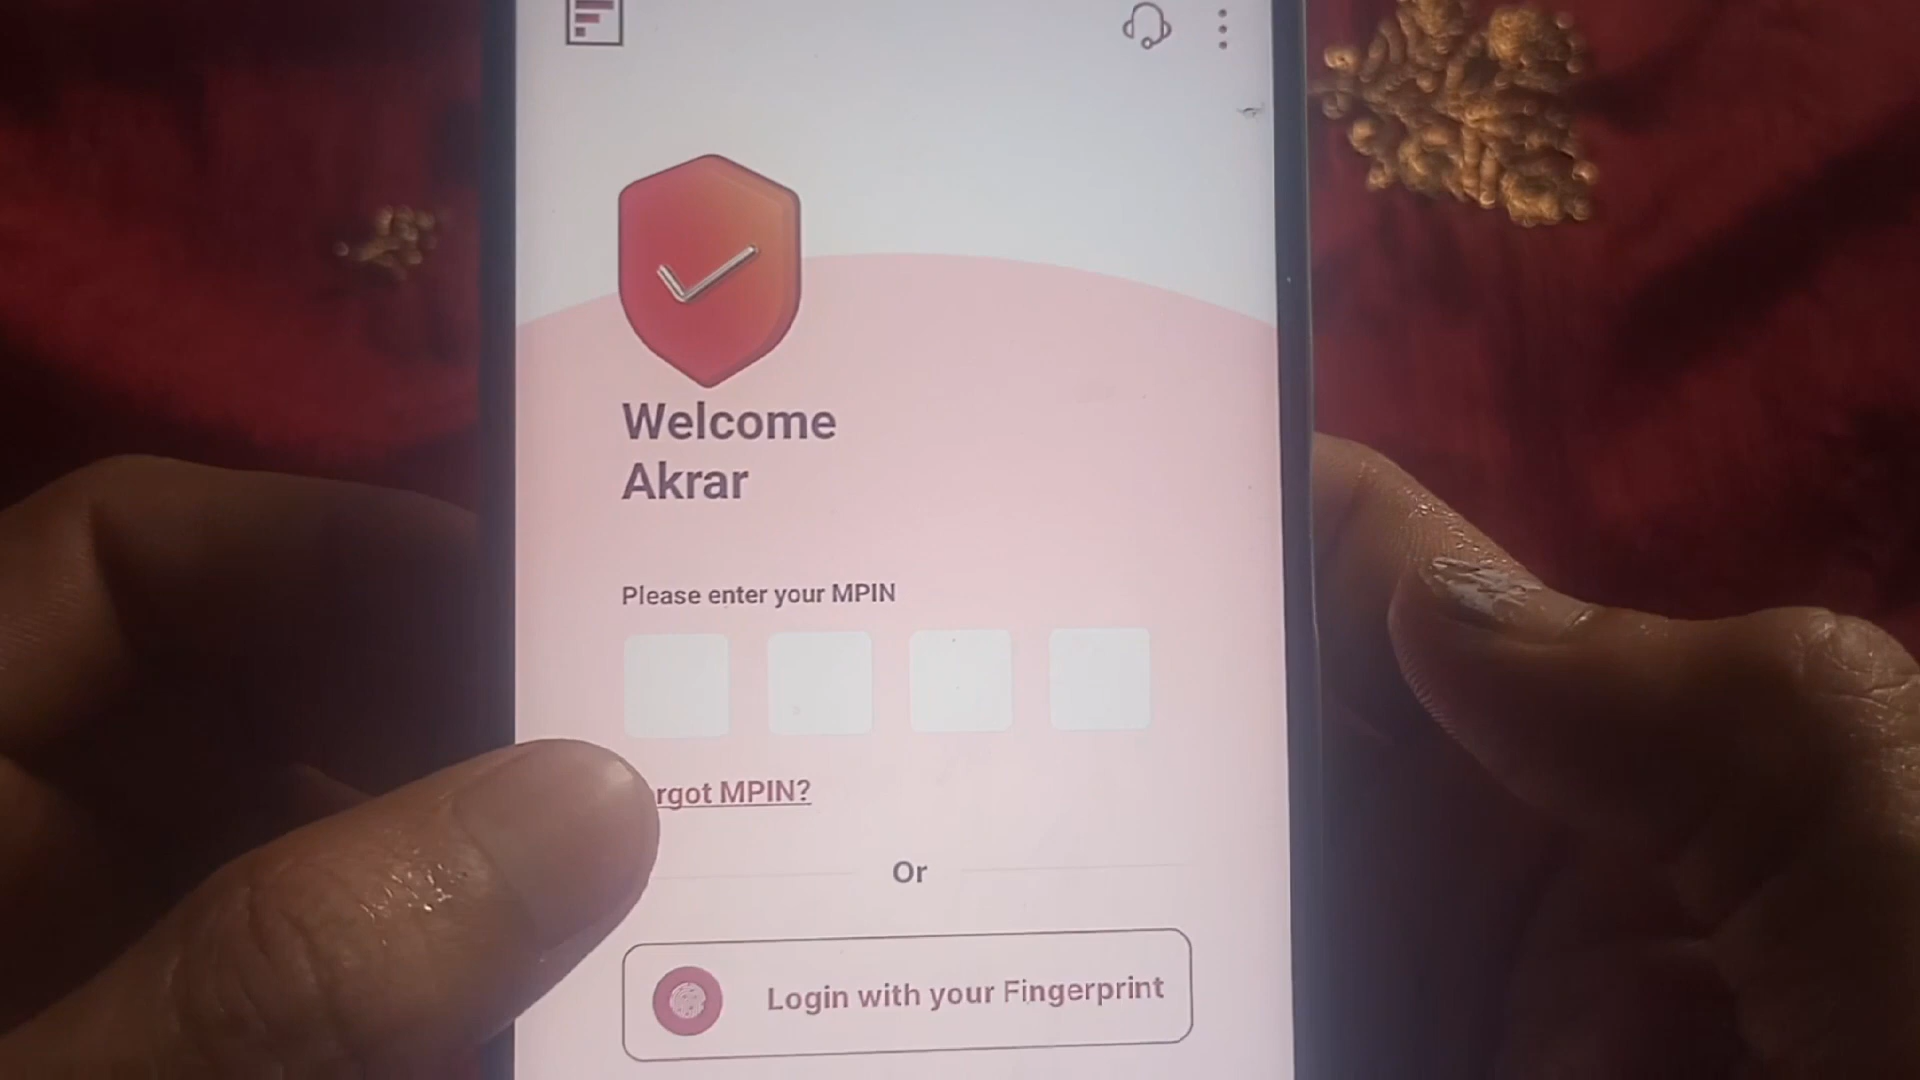 Welcome
Akrar
Please enter your MPIN
rgot MPIN?
Or
Login with your Fingerprint